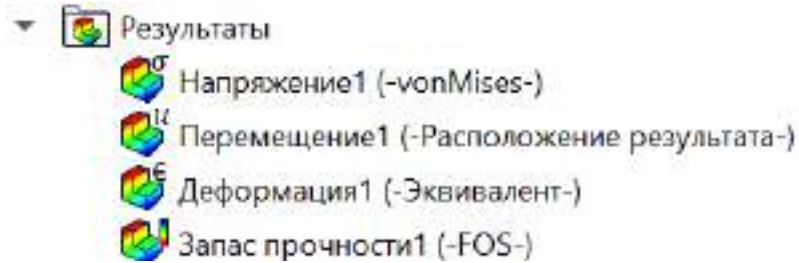 Результаты
σ Напряжение1 (-vonMises-)
u Перемещение1 (-Расположение результата-)
ϵ Деформация1 (-Эквивалент-)
Запас прочности1 (-FOS-)